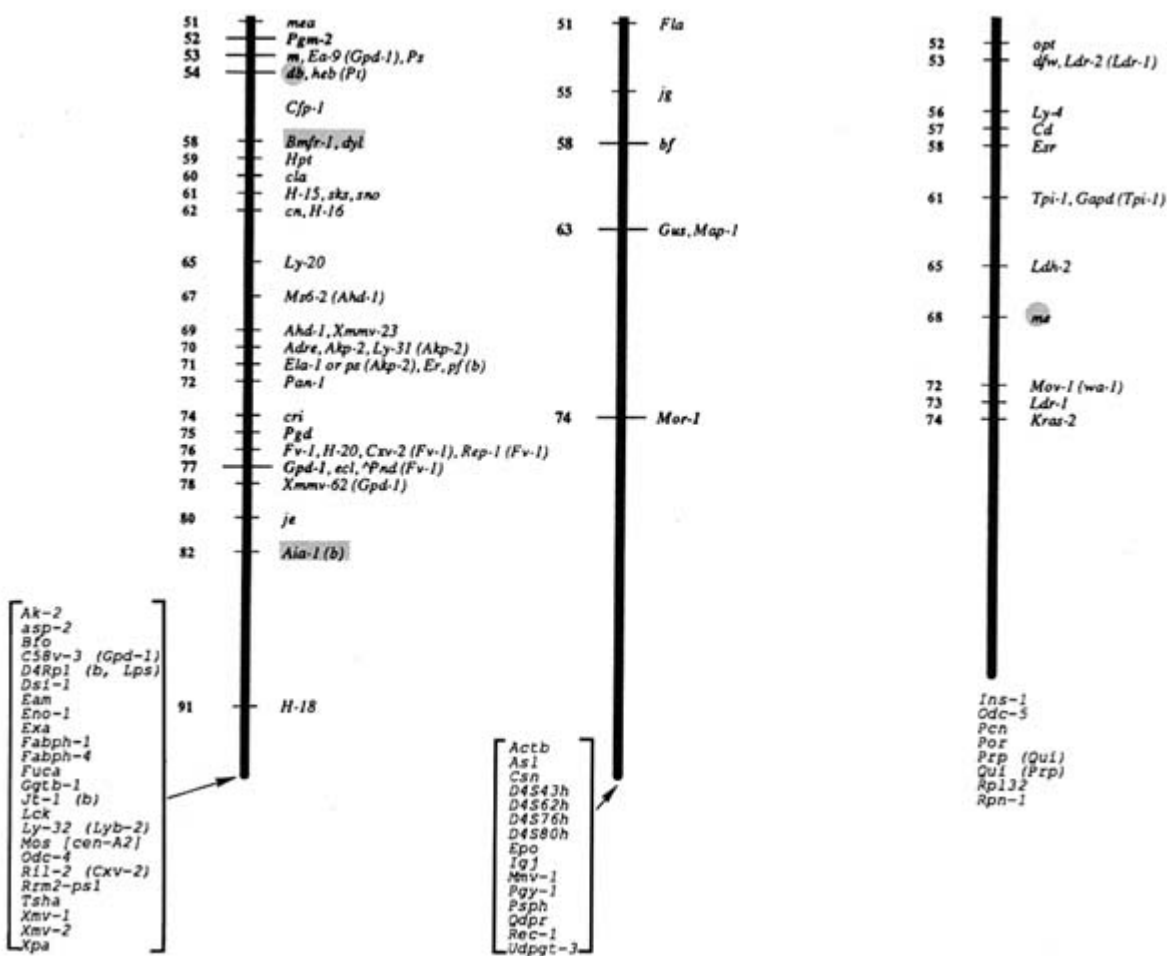 51 mea
52 Pgm-2
53 m, Ea-9 (Gpd-1), Ps
54 db, heb (Pt)
Cfp-1
58 Bmfr-1, dyl
59 Hpt
60 cla
61 H-15, sks, sno
62 cn, H-16
65 Ly-20
67 Ms6-2 (Ahd-1)
69 Ahd-1, Xmmv-23
70 Adre, Akp-2, Ly-31 (Akp-2)
71 Ela-1 or ps (Akp-2), Er, pf (b)
72 Pan-1
74 cri
75 Pgd
76 Fv-1, H-20, Cxv-2 (Fv-1), Rep-1 (Fv-1)
77 Gpd-1, ecl, ^Pnd (Fv-1)
78 Xmmv-62 (Gpd-1)
80 je
82 Aia-1 (b)
91 H-18
Ak-2
asp-2
Bfo
C58v-3 (Gpd-1)
D4Rp1 (b, Lps)
Dsi-1
Eam
Eno-1
Exa
Fabph-1
Fabph-4
Fuca
Ggtb-1
Jt-1 (b)
Lck
Ly-32 (Lyb-2)
Mos [cen-A2]
Odc-4
Ril-2 (Cxv-2)
Rrm2-ps1
Tsha
Xmv-1
Xmv-2
Xpa
51 Fla
55 jg
58 bf
63 Gus, Map-1
74 Mor-1
Actb
Asl
Csn
D4S43h
D4S62h
D4S76h
D4S80h
Epo
Igj
Mmv-1
Pgy-1
Psph
Qdpr
Rec-1
Udpgt-3
52 opt
53 dfw, Ldr-2 (Ldr-1)
56 Ly-4
57 Cd
58 Esr
61 Tpi-1, Gapd (Tpi-1)
65 Ldh-2
68 me
72 Mov-1 (wa-1)
73 Ldr-1
74 Kras-2
Ins-1
Odc-5
Pcn
Por
Prp (Qui)
Qui (Prp)
Rpl32
Rpn-1